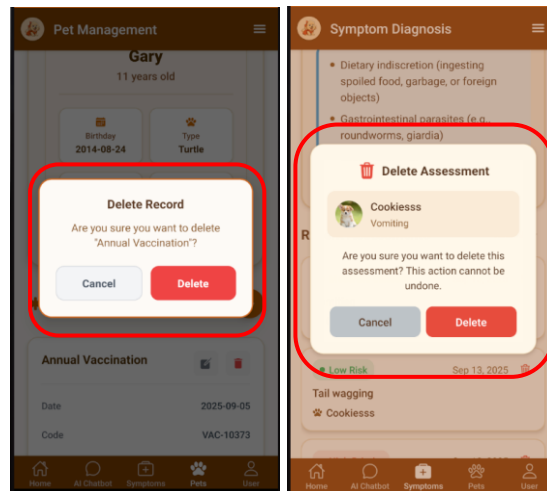 Pet Management
Gary
11 years old
Birthday
2014-08-24
Type
Turtle
Delete Record
Are you sure you want to delete
"Annual Vaccination"?
Cancel
Delete
Annual Vaccination
Date
2025-09-05
Code
VAC-10373
Home
AI Chatbot
Symptoms
Pets
User
Symptom Diagnosis
• Dietary indiscretion (ingesting
spoiled food, garbage, or foreign
objects)
• Gastrointestinal parasites (e.g.,
roundworms, giardia)
Delete Assessment
Cookiesss
Vomiting
R
Are you sure you want to delete this
assessment? This action cannot be
undone.
Cancel
Delete
• Low Risk
Sep 13, 2025
Tail wagging
Cookiesss
Home
AI Chatbot
Symptoms
Pets
User